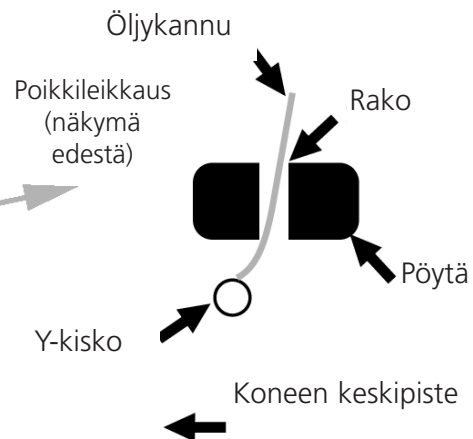 Öljykannu
Poikkileikkaus
(näkymä
edestä)
Rako
Pöytä
Y-kisko
Koneen keskipiste